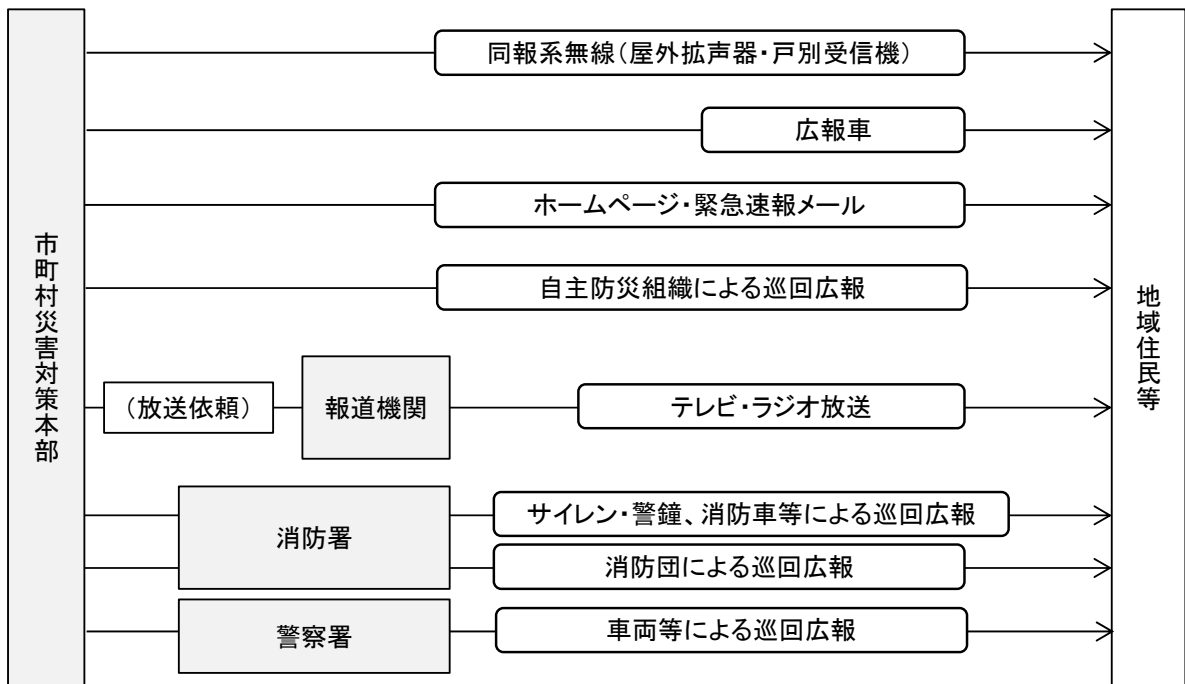 市町村災害対策本部
同報系無線（屋外拡声器・戸別受信機）
広報車
ホームページ・緊急速報メール
自主防災組織による巡回広報
（放送依頼）
報道機関
テレビ・ラジオ放送
消防署
サイレン・警鐘、消防車等による巡回広報
消防団による巡回広報
警察署
車両等による巡回広報
地域住民等